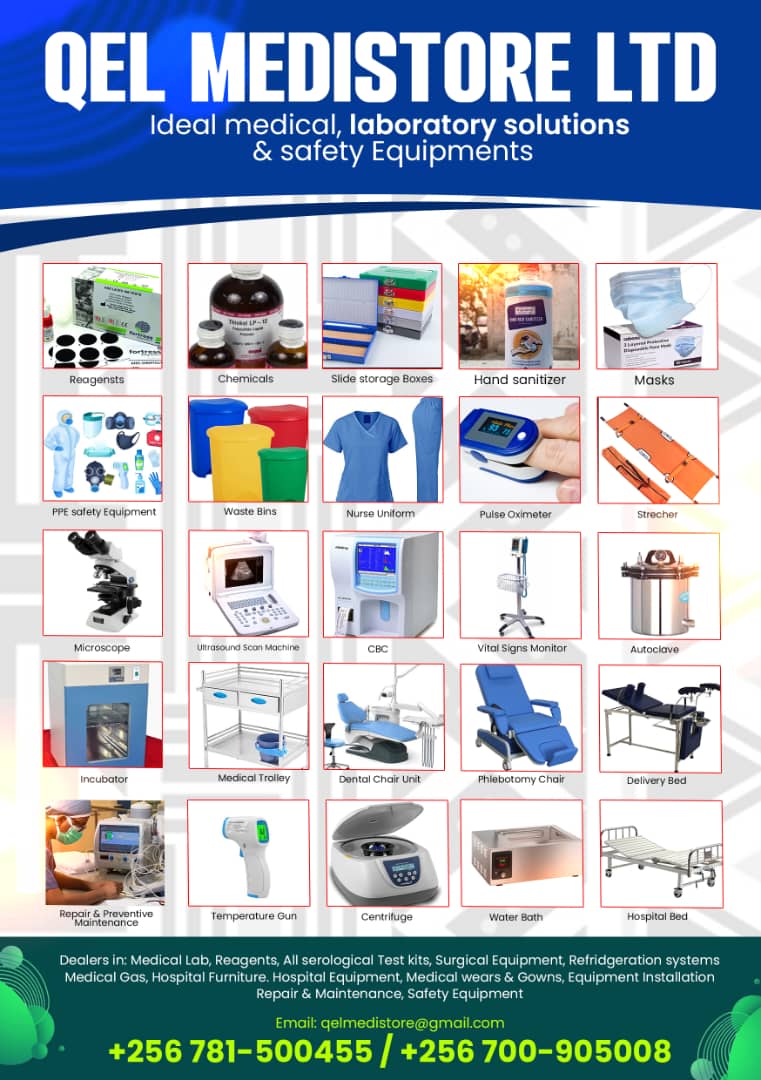 QEL MEDISTORE LTD
Ideal medical, laboratory solutions
& safety Equipments
fortress
Thiokol LP-12
Reagensts
Chemicals
Slide storage Boxes
Hand sanitizer
Masks
PPE safety Equipment
Waste Bins
Nurse Uniform
Pulse Oximeter
Strecher
Microscope
Ultrasound Scan Machine
CBC
Vital Signs Monitor
Autoclave
Incubator
Medical Trolley
Dental Chair Unit
Phlebotomy Chair
Delivery Bed
Repair & Preventive
Maintenance
Temperature Gun
Centrifuge
Water Bath
Hospital Bed
Dealers in: Medical Lab, Reagents, All serological Test kits, Surgical Equipment, Refridgeration systems
Medical Gas, Hospital Furniture. Hospital Equipment, Medical wears & Gowns, Equipment Installation
Repair & Maintenance, Safety Equipment
Email: qelmedistore@gmail.com
+256 781-500455 / +256 700-905008